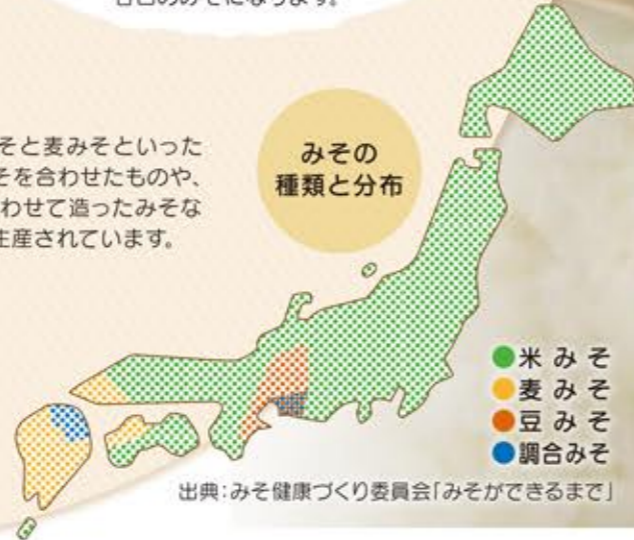 そと麦みそといった
そを合わせたものや、
わせて造ったみそな
生産されています。
みその
種類と分布
米みそ
麦みそ
豆みそ
調合みそ
出典：みそ健康づくり委員会「みそができるまで」